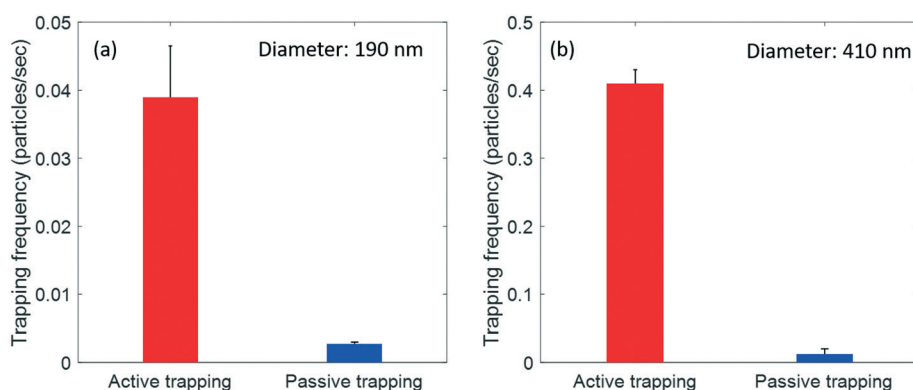 (a)
Diameter: 190 nm
Trapping frequency (particles/sec)
0.05
0.04
0.03
0.02
0.01
0
Active trapping
Passive trapping
(b)
Diameter: 410 nm
Trapping frequency (particles/sec)
0.5
0.4
0.3
0.2
0.1
0
Active trapping
Passive trapping